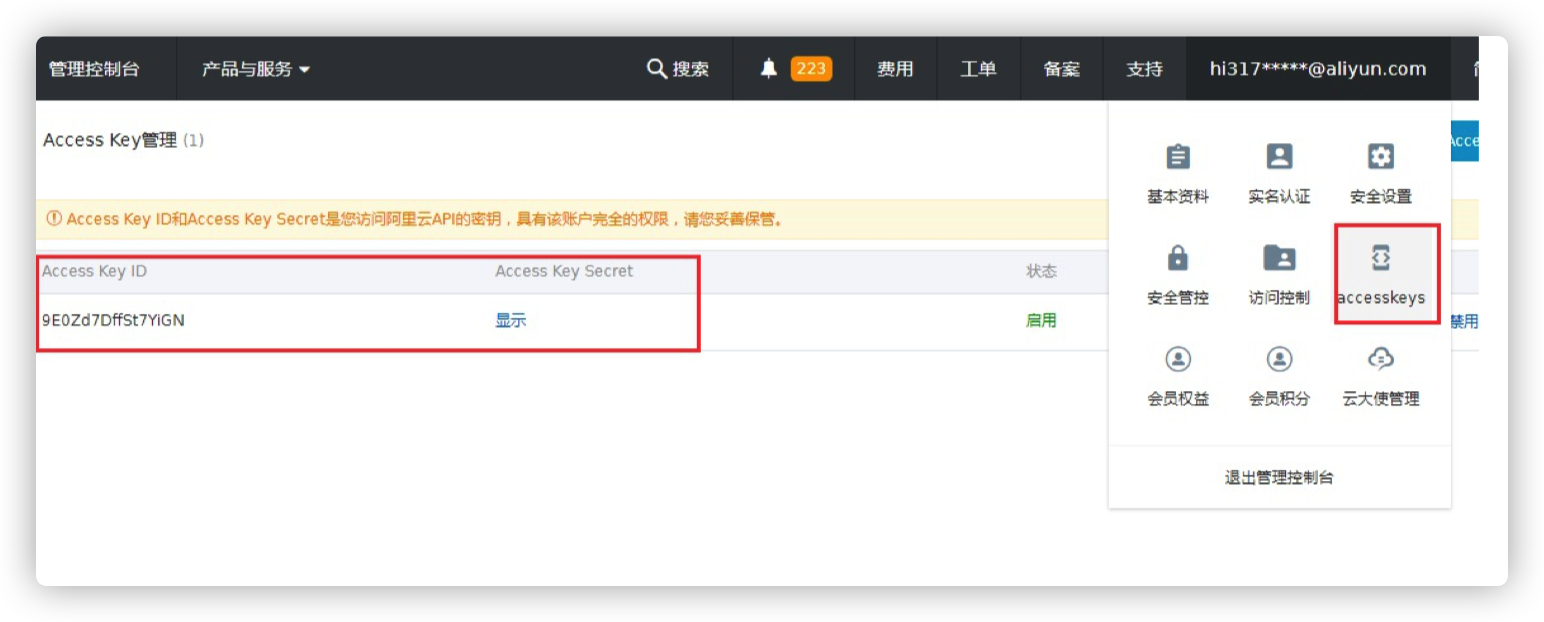 管理控制台 产品与服务 搜索 223 费用 工单 备案 支持 hi317*****@aliyun.com
Access Key管理 (1)
Access Key ID和Access Key Secret是您访问阿里云API的密钥，具有该账户完全的权限，请您妥善保管。
Access Key ID Access Key Secret 状态
9E0Zd7DffSt7YiGN 显示 启用 禁用
基本资料 实名认证 安全设置
安全管控 访问控制 accesskeys
会员权益 会员积分 云大使管理
退出管理控制台